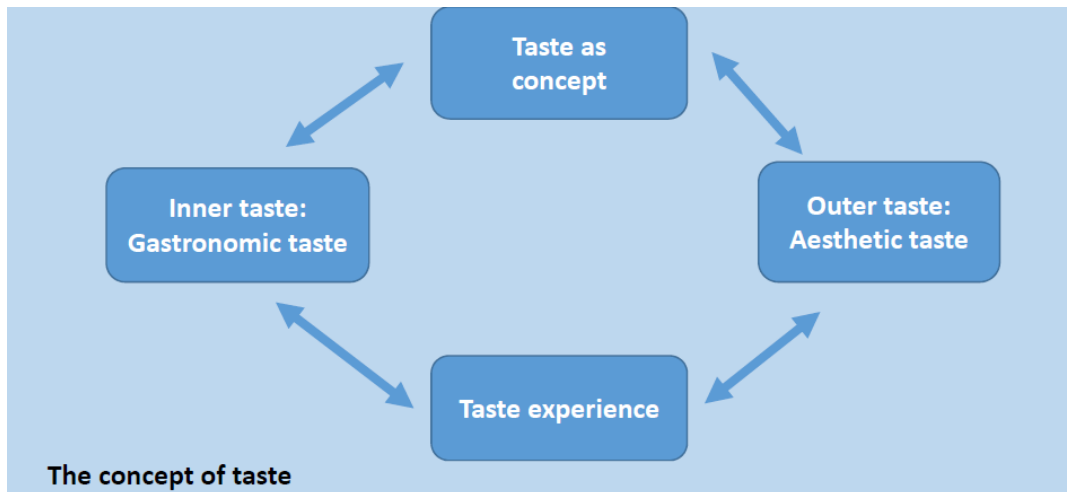 Taste as
concept
Inner taste:
Gastronomic taste
Outer taste:
Aesthetic taste
Taste experience
The concept of taste